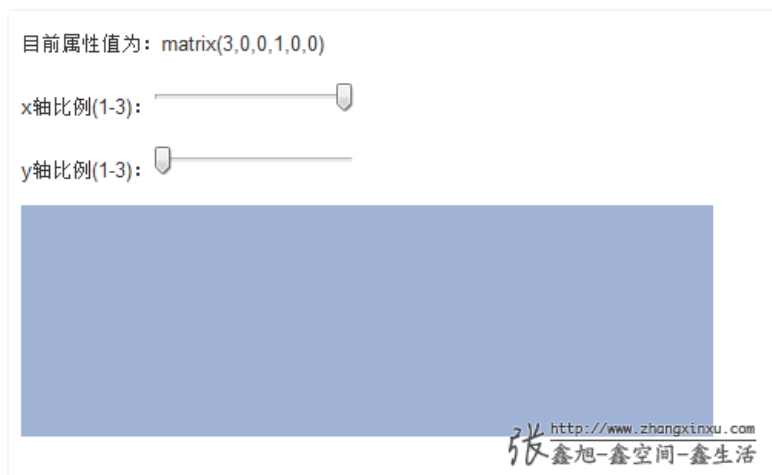 目前属性值为：matrix(3,0,0,1,0,0)
x轴比例(1-3)：
y轴比例(1-3)：
张
http://www.zhangxinxu.com
鑫旭-鑫空间-鑫生活